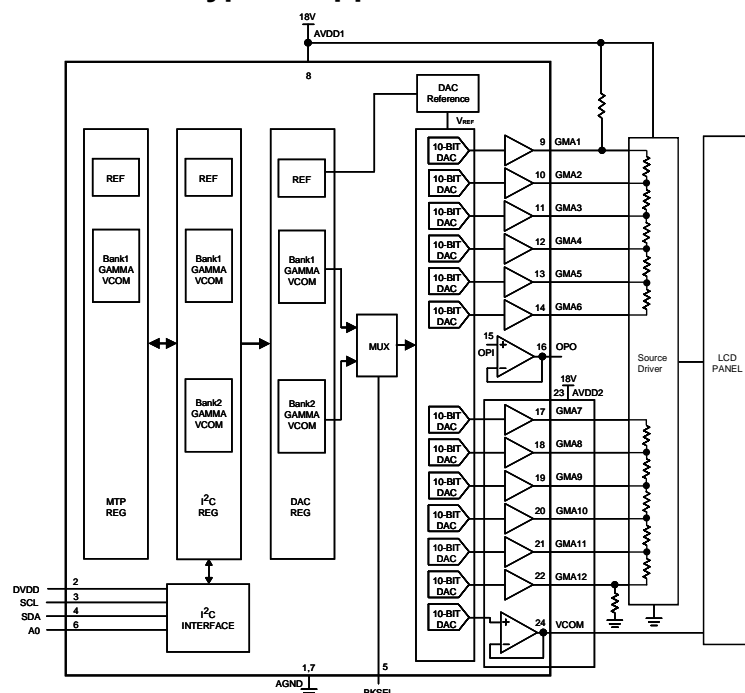 18V
AVDD1
8
DAC
Reference
VREF
REF
REF
REF
Bank1
GAMMA
VCOM
Bank1
GAMMA
VCOM
Bank1
GAMMA
VCOM
Bank2
GAMMA
VCOM
Bank2
GAMMA
VCOM
MTP
REG
I2C
REG
DAC
REG
MUX
10-BIT
DAC
9 GMA1
10-BIT
DAC
10 GMA2
10-BIT
DAC
11 GMA3
10-BIT
DAC
12 GMA4
10-BIT
DAC
13 GMA5
10-BIT
DAC
14 GMA6
15
OPI
16 OPO
18V
23 AVDD2
10-BIT
DAC
17 GMA7
10-BIT
DAC
18 GMA8
10-BIT
DAC
19 GMA9
10-BIT
DAC
20 GMA10
10-BIT
DAC
21 GMA11
10-BIT
DAC
22 GMA12
10-BIT
DAC
24 VCOM
Source
Driver
LCD
PANEL
DVDD 2
SCL 3
SDA 4
A0 6
I2C
INTERFACE
1,7
AGND
5
BKSEL